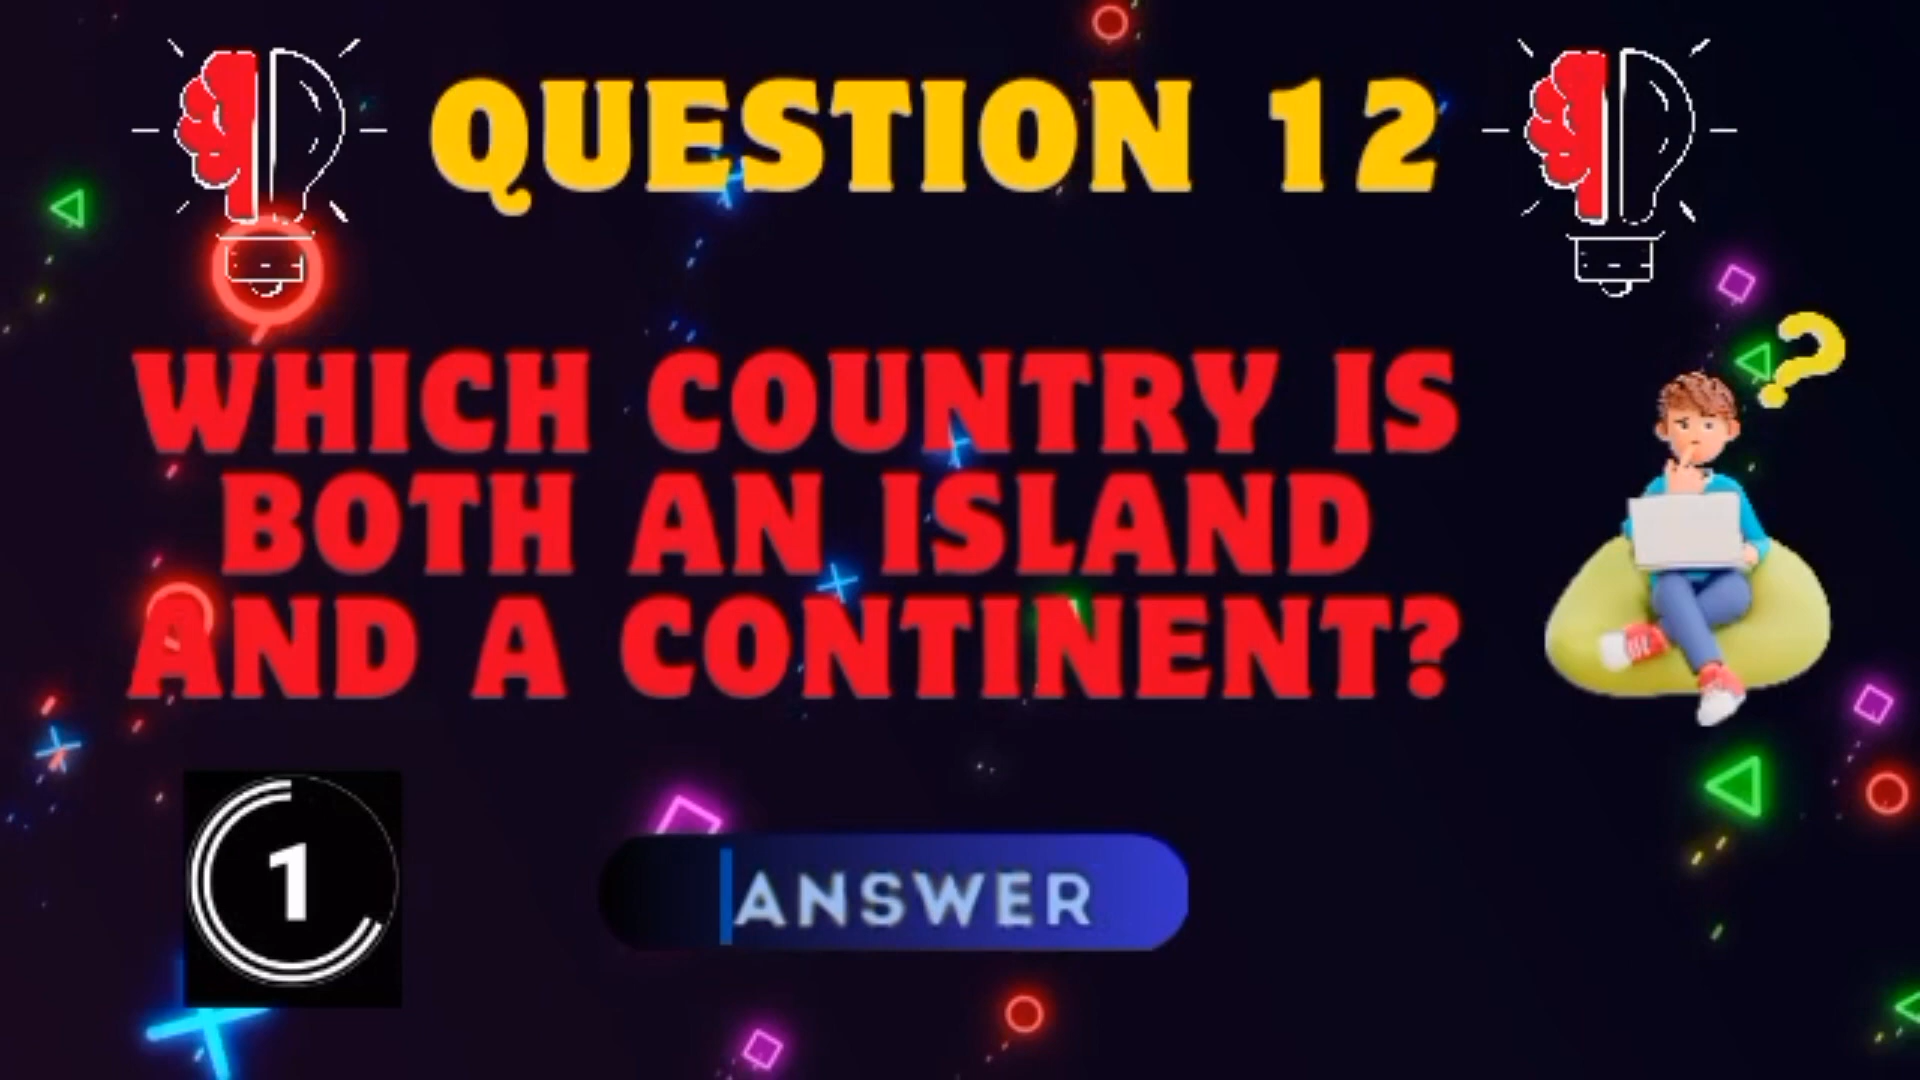 QUESTION 12
WHICH COUNTRY IS
BOTH AN ISLAND
AND A CONTINENT?
1
ANSWER